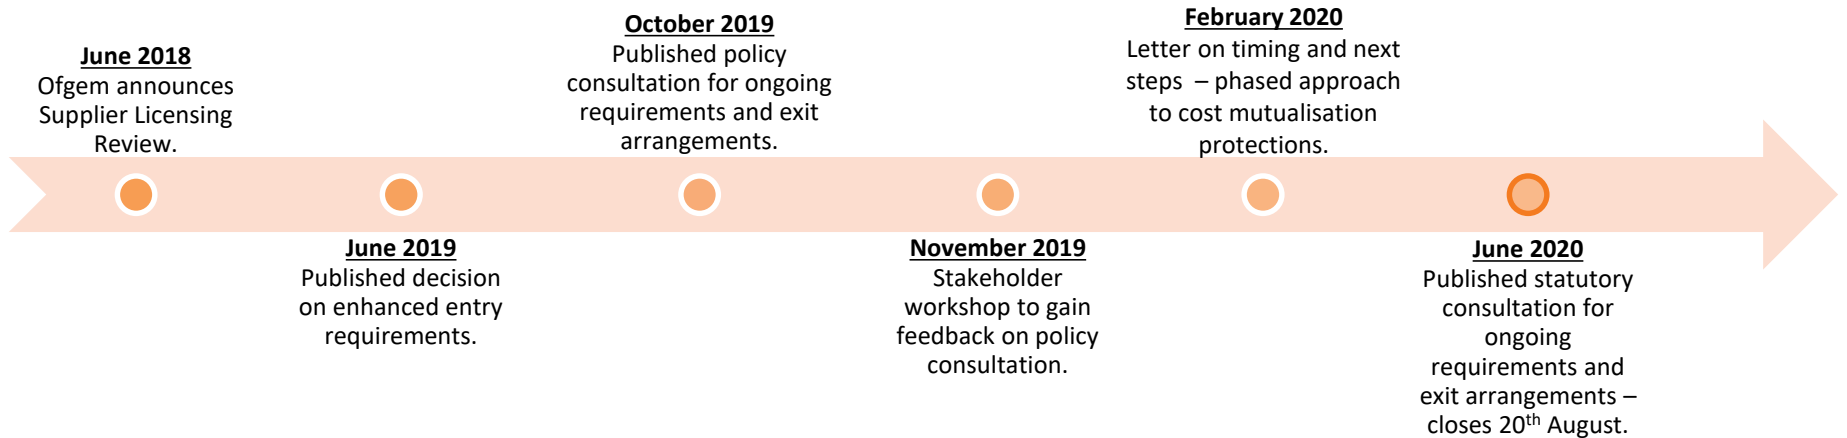 June 2018
Ofgem announces
Supplier Licensing
Review.
June 2019
Published decision
on enhanced entry
requirements.
October 2019
Published policy
consultation for ongoing
requirements and exit
arrangements.
November 2019
Stakeholder
workshop to gain
feedback on policy
consultation.
February 2020
Letter on timing and next
steps – phased approach
to cost mutualisation
protections.
June 2020
Published statutory
consultation for
ongoing
requirements and
exit arrangements –
closes 20th August.